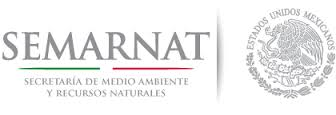 SEMARNAT
SECRETARÍA DE MEDIO AMBIENTE
Y RECURSOS NATURALES
ESTADOS UNIDOS MEXICANOS